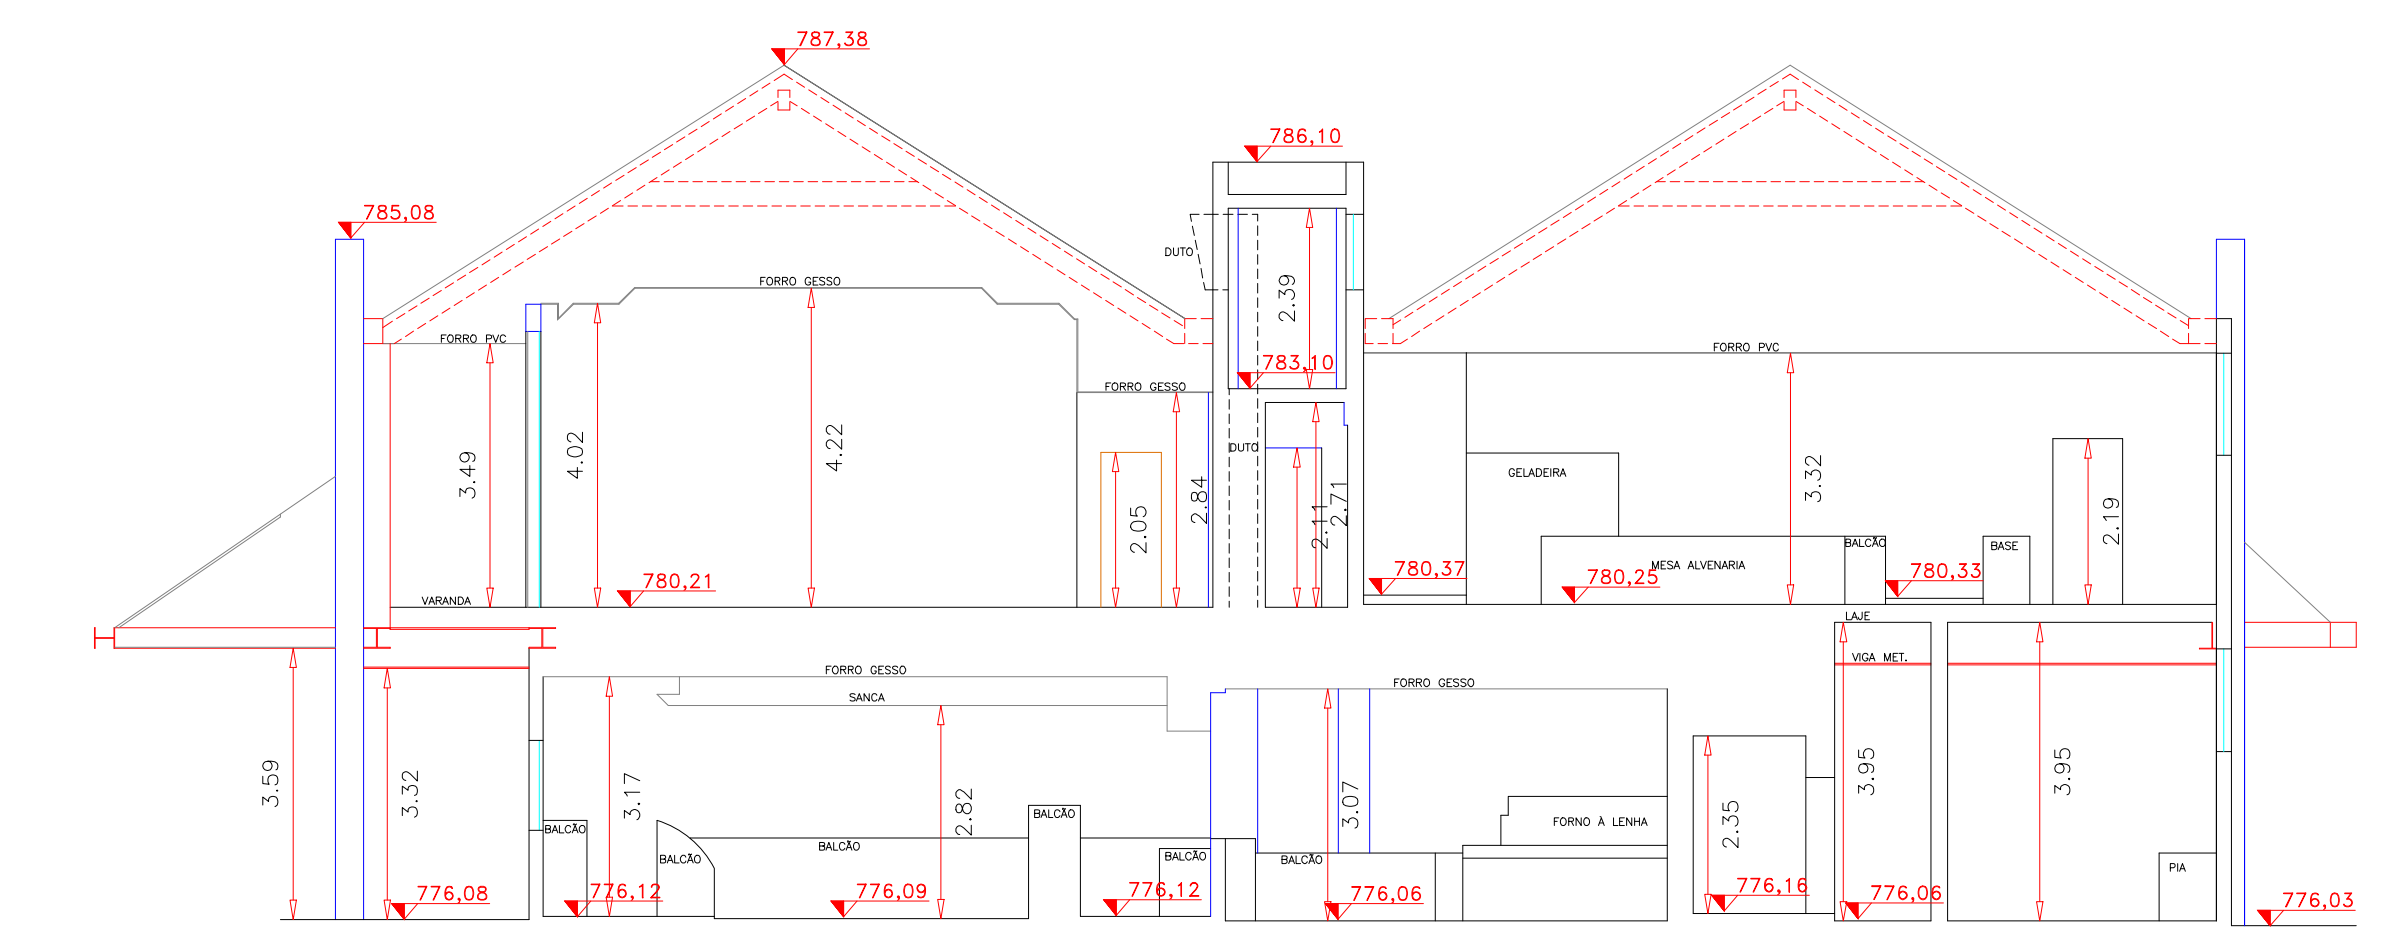 787,38
786,10
785,08
DUTO
FORRO GESSO
2.39
FORRO PVC
FORRO PVC
783,10
FORRO GESSO
3.49
4.02
4.22
2.05
2.84
DUTO
2.11
2.71
GELADEIRA
3.32
2.19
BALCÃO
BASE
MESA ALVENARIA
780,21
780,37
780,25
780,33
VARANDA
LAJE
VIGA MET.
FORRO GESSO
FORRO GESSO
SANCA
3.59
3.32
3.17
2.82
3.07
2.35
3.95
3.95
BALCÃO
BALCÃO
BALCÃO
BALCÃO
BALCÃO
BALCÃO
FORNO À LENHA
PIA
776,08
776,12
776,09
776,12
776,06
776,16
776,06
776,03